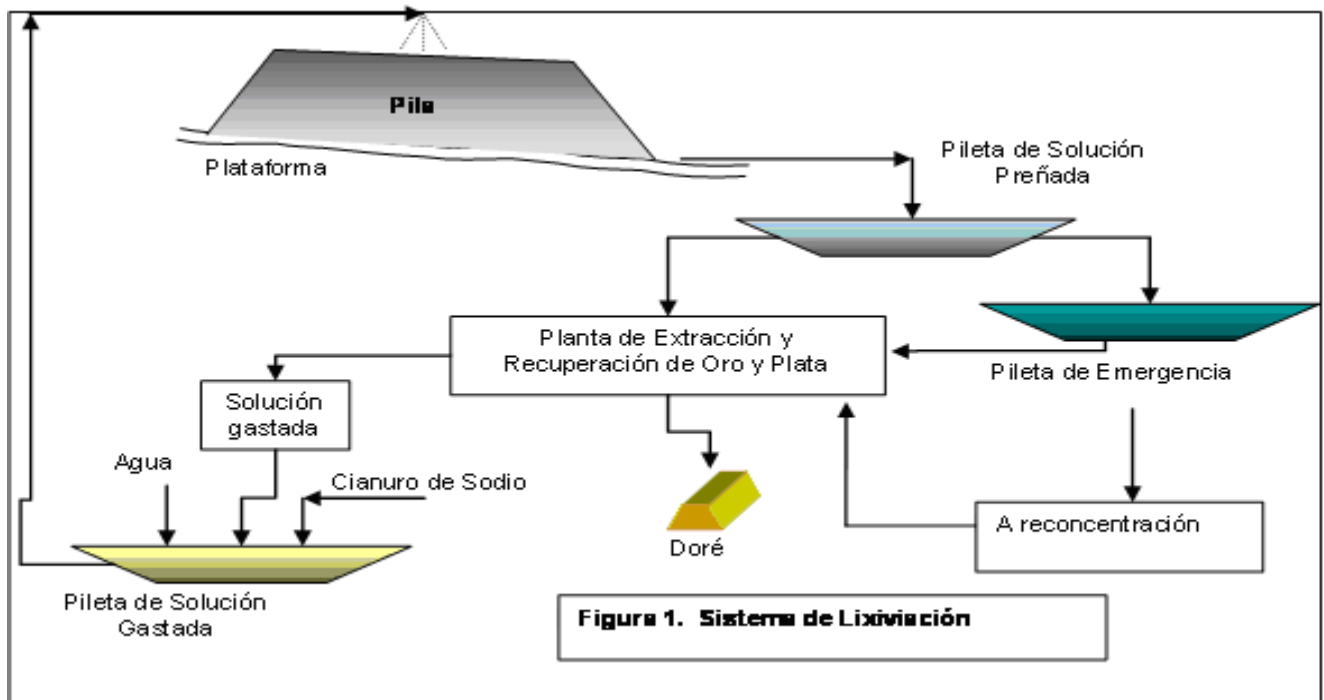 Pila
Plataforma
Pileta de Solución
Preñada
Planta de Extracción y
Recuperación de Oro y Plata
Pileta de Emergencia
Solución
gastada
Agua
Cianuro de Sodio
A reconcentración
Doré
Pileta de Solución
Gastada
Figura 1. Sistema de Lixiviación